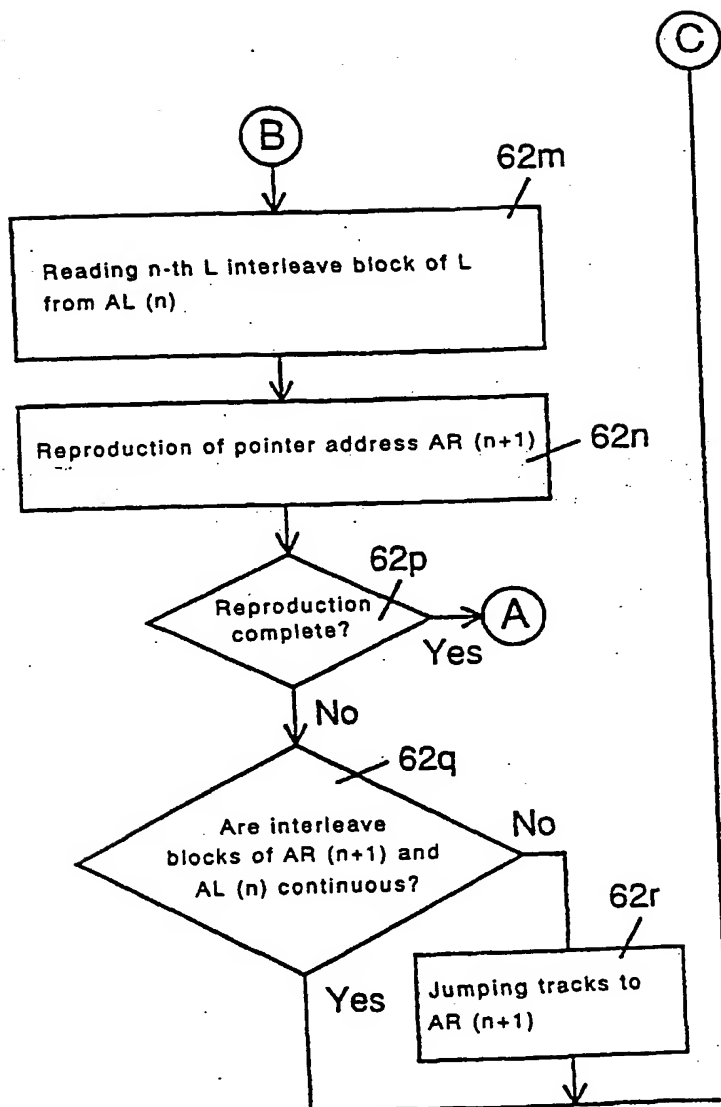 C
B
62m
Reading n-th L interleave block of L
from AL (n)
Reproduction of pointer address AR (n+1)
62n
62p
Reproduction
complete?
A
Yes
No
62q
Are interleave
blocks of AR (n+1) and
AL (n) continuous?
No
62r
Yes
Jumping tracks to
AR (n+1)